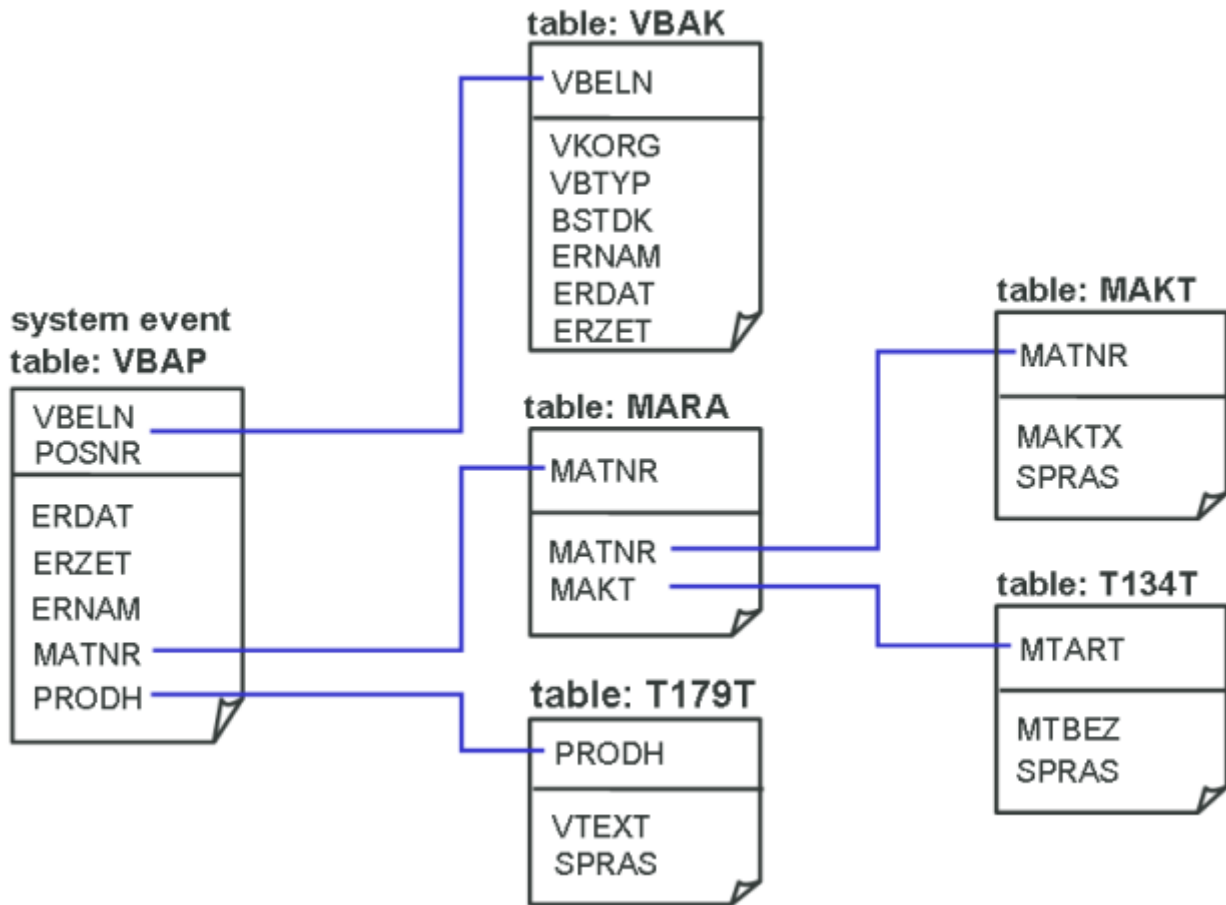 table: VBAK
VBELN
VKORG
VBTYP
BSTDK
ERNAM
ERDAT
ERZET
system event
table: VBAP
VBELN
POSNR
ERDAT
ERZET
ERNAM
MATNR
PRODH
table: MARA
MATNR
MATNR
MAKT
table: T179T
PRODH
VTEXT
SPRAS
table: MAKT
MATNR
MAKTX
SPRAS
table: T134T
MTART
MTBEZ
SPRAS